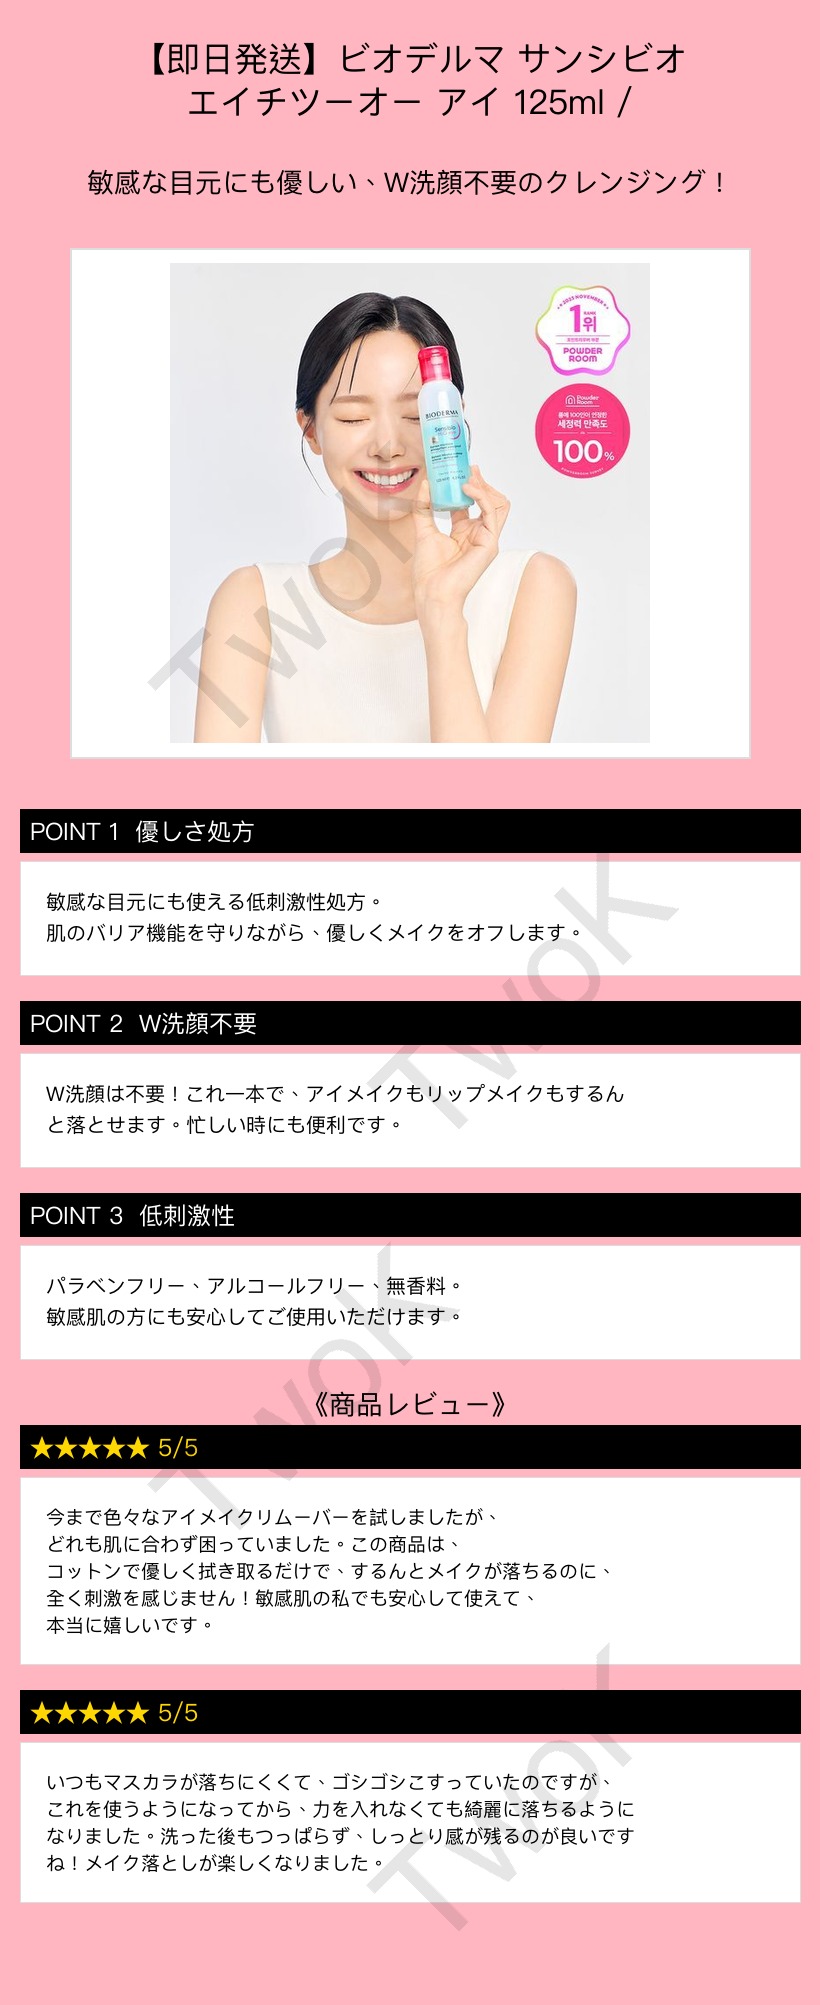 【即日発送】ビオデルマ サンシビオ
エイチツーオー アイ 125ml /
敏感な目元にも優しい、W洗顔不要のクレンジング！
2023 NOVEMBER
1위
POWDER
ROOM
BIODERMA
Sensibio
Powder
Room
세정력 만족도
100%
TwoK
POINT 1 優しさ処方
敏感な目元にも使える低刺激性処方。
肌のバリア機能を守りながら、優しくメイクをオフします。
TwoK
POINT 2 W洗顔不要
W洗顔は不要！これ一本で、アイメイクもリップメイクもするん
と落とせます。忙しい時にも便利です。
POINT 3 低刺激性
パラベンフリー、アルコールフリー、無香料。
敏感肌の方にも安心してご使用いただけます。
TwoK
《商品レビュー》
★★★★★ 5/5
今まで色々なアイメイクリムーバーを試しましたが、
どれも肌に合わず困っていました。この商品は、
コットンで優しく拭き取るだけで、するんとメイクが落ちるのに、
全く刺激を感じません！敏感肌の私でも安心して使えて、
本当に嬉しいです。
★★★★★ 5/5
いつもマスカラが落ちにくくて、ゴシゴシこすっていたのですが、
これを使うようになってから、力を入れなくても綺麗に落ちるように
なりました。洗った後もつっぱらず、しっとり感が残るのが良いです
ね！メイク落としが楽しくなりました。
TwoK